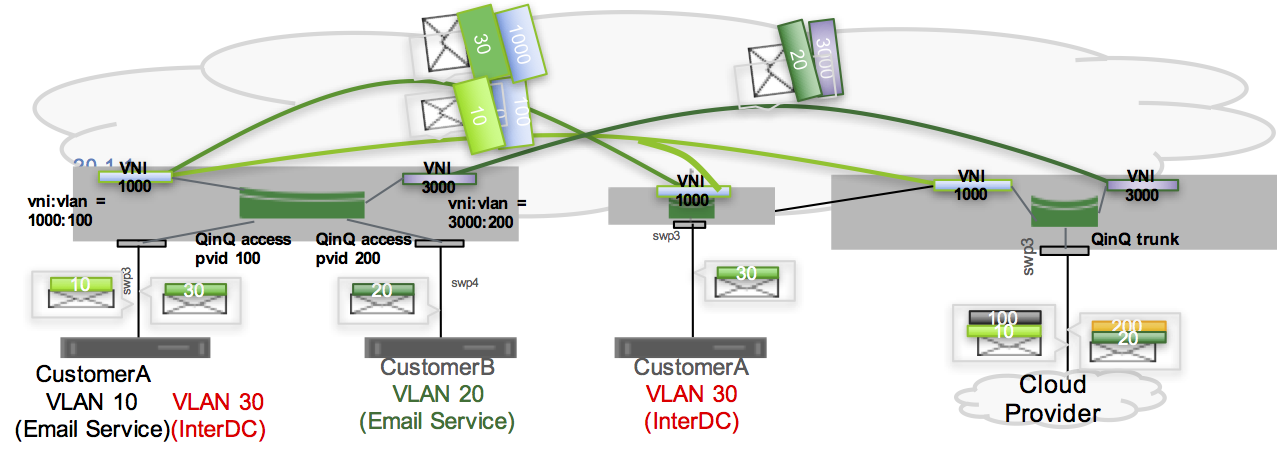 30
1000
10
100
20
3000
VNI
1000
VNI
3000
VNI
1000
VNI
1000
VNI
3000
vni:vlan =
1000:100
vni:vlan =
3000:200
QinQ access
pvid 100
QinQ access
pvid 200
swp3
QinQ trunk
swp3
swp3
swp4
10
30
20
30
100
10
200
20
CustomerA
VLAN 10
(Email Service)
VLAN 30
(InterDC)
CustomerB
VLAN 20
(Email Service)
CustomerA
VLAN 30
(InterDC)
Cloud
Provider